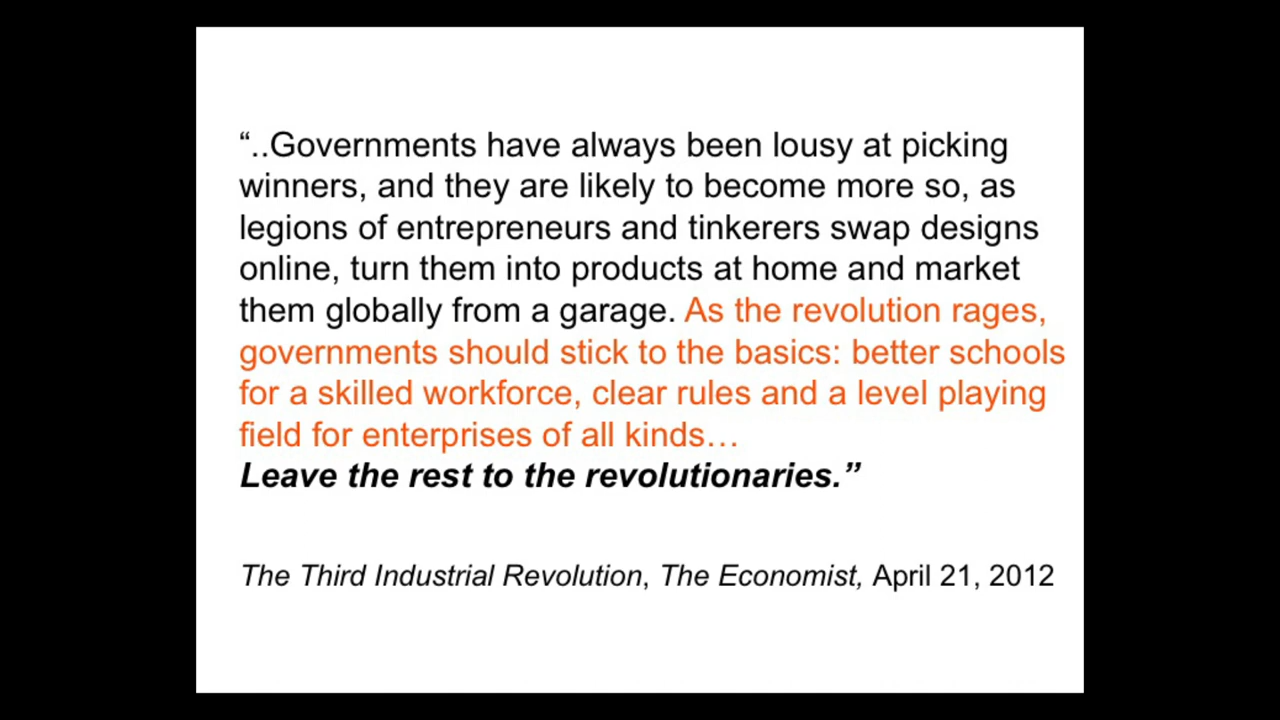 “..Governments have always been lousy at picking
winners, and they are likely to become more so, as
legions of entrepreneurs and tinkerers swap designs
online, turn them into products at home and market
them globally from a garage. As the revolution rages,
governments should stick to the basics: better schools
for a skilled workforce, clear rules and a level playing
field for enterprises of all kinds…
Leave the rest to the revolutionaries.”
The Third Industrial Revolution, The Economist, April 21, 2012